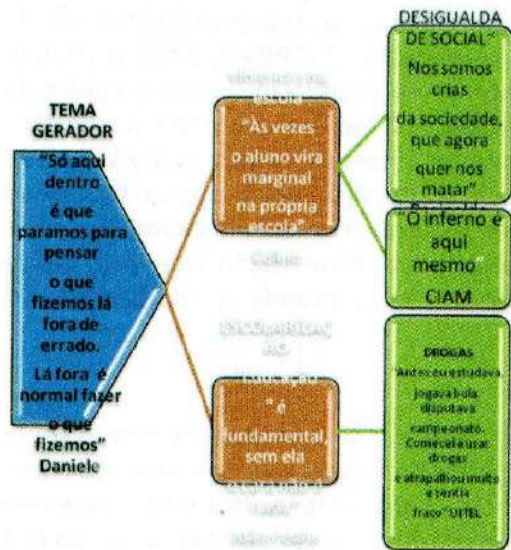 TEMA
GERADOR
"Só aqui
dentro
é que
paramos para
pensar
o que
fizemos lá
fora de
errado.
Lá fora é
normal fazer
o que
fizemos"
Daniele
escola
"Às vezes
o aluno vira
marginal
na própria
escola"
ESCOLARIZAÇ
ÃO
" é
fundamental,
sem ela
DESIGUALDA
DE SOCIAL"
Nos somos
crias
da sociedade,
que agora
quer nos
matar"
"O inferno é
aqui
mesmo"
CIAM
DROGAS
"Antes eu estudava,
jogava bola,
disputava
campeonato.
Comecei a usar
drogas
e atrapalhou muito
e sentia
fraco"